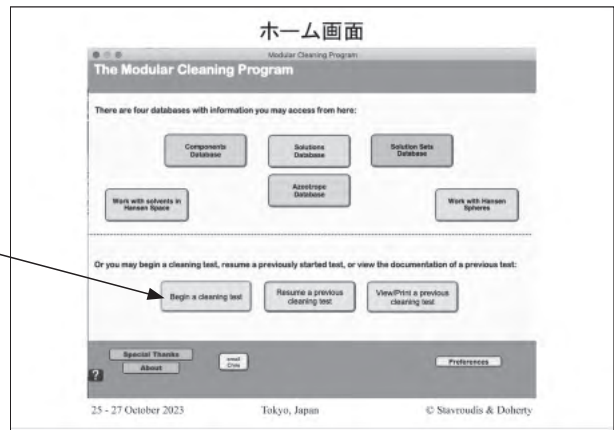 ホーム画面
Modular Cleaning Program
The Modular Cleaning Program
There are four databases with information you may access from here:
Components Database
Solutions Database
Solution Sets Database
Azeotrope Database
Work with solvents in Hansen Space
Work with Hansen Spheres
Or you may begin a cleaning test, resume a previously started test, or view the documentation of a previous test:
Begin a cleaning test
Resume a previous cleaning test
View/Print a previous cleaning test
Special Thanks
About
email Chris
Preferences
?
25 - 27 October 2023
Tokyo, Japan
© Stavroudis & Doherty